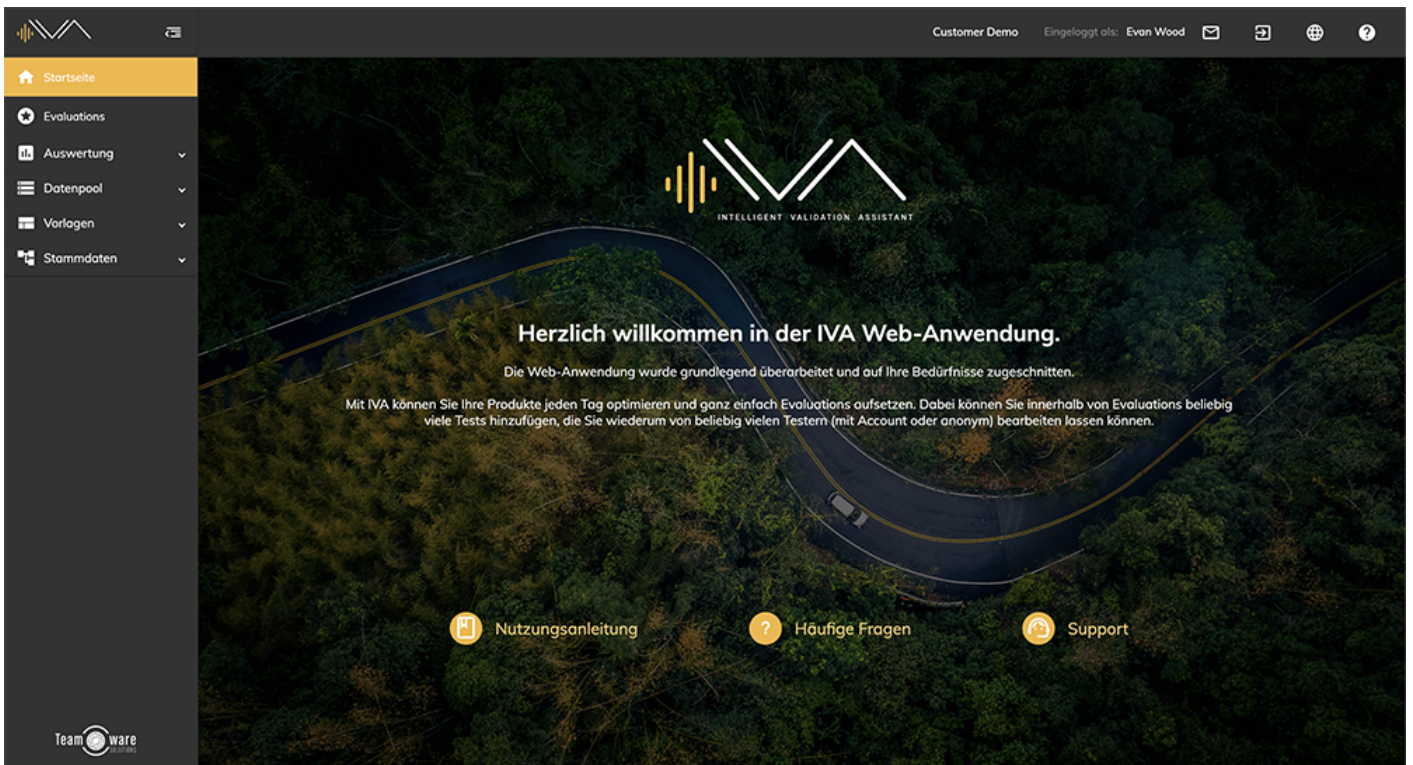 IVA
Customer Demo
Eingeloggt als: Evan Wood
Startseite
Evaluations
Auswertung
Datenpool
Vorlagen
Stammdaten
IVA
INTELLIGENT VALIDATION ASSISTANT
Herzlich willkommen in der IVA Web-Anwendung.
Die Web-Anwendung wurde grundlegend überarbeitet und auf Ihre Bedürfnisse zugeschnitten.
Mit IVA können Sie Ihre Produkte jeden Tag optimieren und ganz einfach Evaluations aufsetzen. Dabei können Sie innerhalb von Evaluations beliebig
viele Tests hinzufügen, die Sie wiederum von beliebig vielen Testern (mit Account oder anonym) bearbeiten lassen können.
Nutzungsanleitung
? Häufige Fragen
Support
Team ware
SOLUTIONS